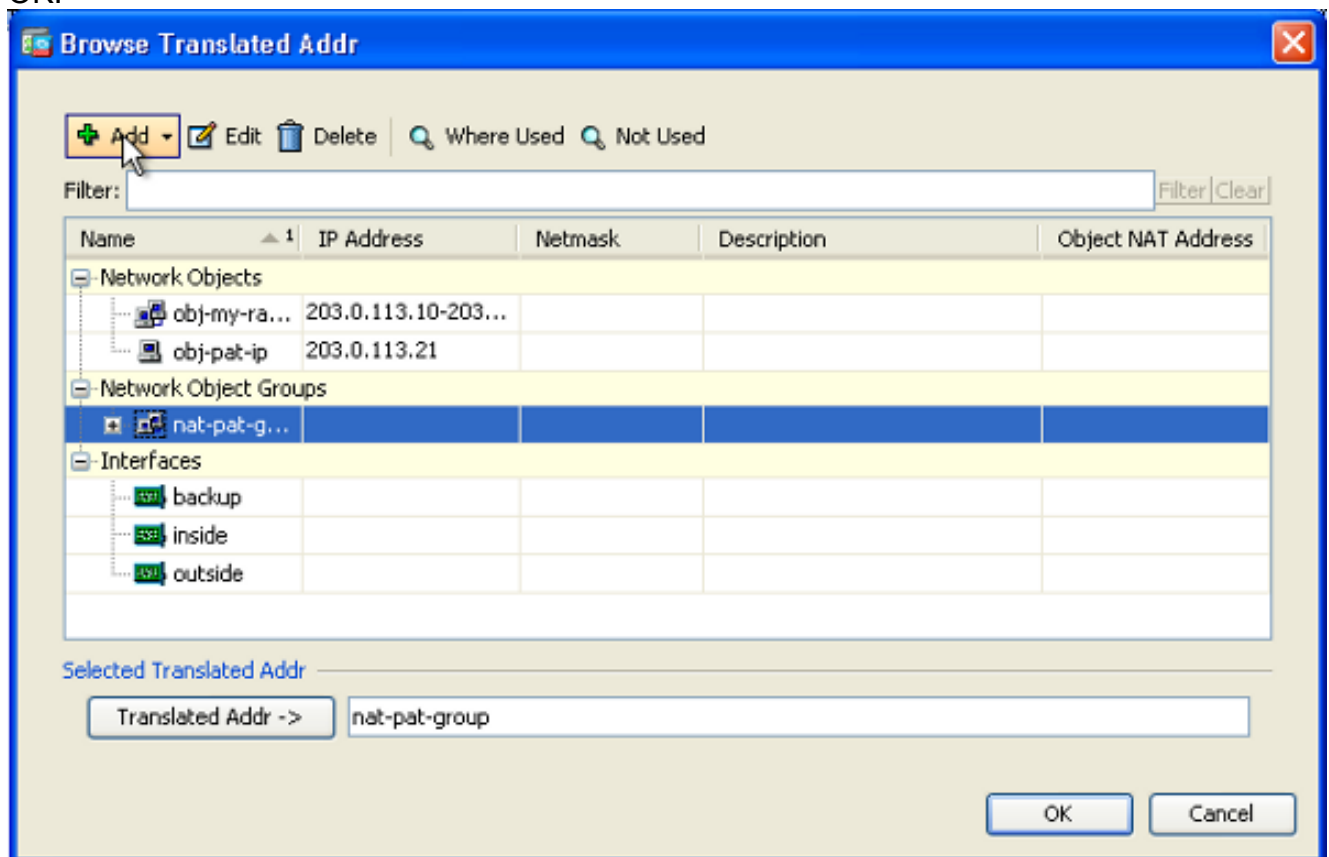 OK.
Browse Translated Addr
Add Edit Delete Where Used Not Used
Filter: Filter Clear
Name 1 IP Address Netmask Description Object NAT Address
Network Objects
obj-my-ra... 203.0.113.10-203...
obj-pat-ip 203.0.113.21
Network Object Groups
nat-pat-g...
Interfaces
backup
inside
outside
Selected Translated Addr
Translated Addr -> nat-pat-group
OK Cancel